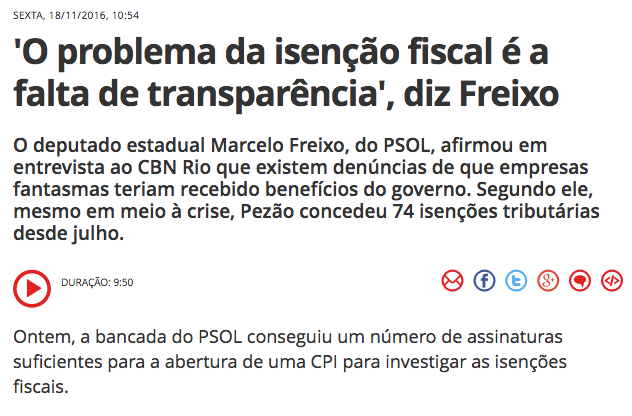 SEXTA, 18/11/2016, 10:54
'O problema da isenção fiscal é a
falta de transparência', diz Freixo
O deputado estadual Marcelo Freixo, do PSOL, afirmou em
entrevista ao CBN Rio que existem denúncias de que empresas
fantasmas teriam recebido benefícios do governo. Segundo ele,
mesmo em meio à crise, Pezão concedeu 74 isenções tributárias
desde julho.
DURAÇÃO: 9:50
Ontem, a bancada do PSOL conseguiu um número de assinaturas
suficientes para a abertura de uma CPI para investigar as isenções
fiscais.